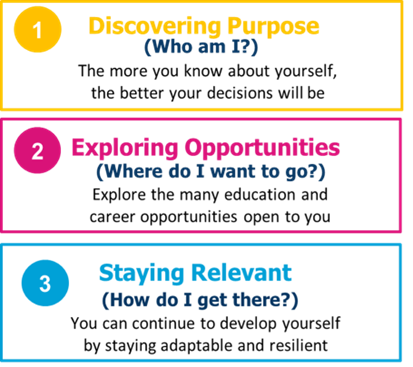 1
Discovering Purpose
(Who am I?)
The more you know about yourself,
the better your decisions will be
2
Exploring Opportunities
(Where do I want to go?)
Explore the many education and
career opportunities open to you
3
Staying Relevant
(How do I get there?)
You can continue to develop yourself
by staying adaptable and resilient